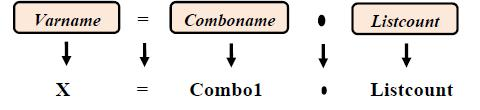 Varname = Comboname • Listcount
X = Combo1 • Listcount